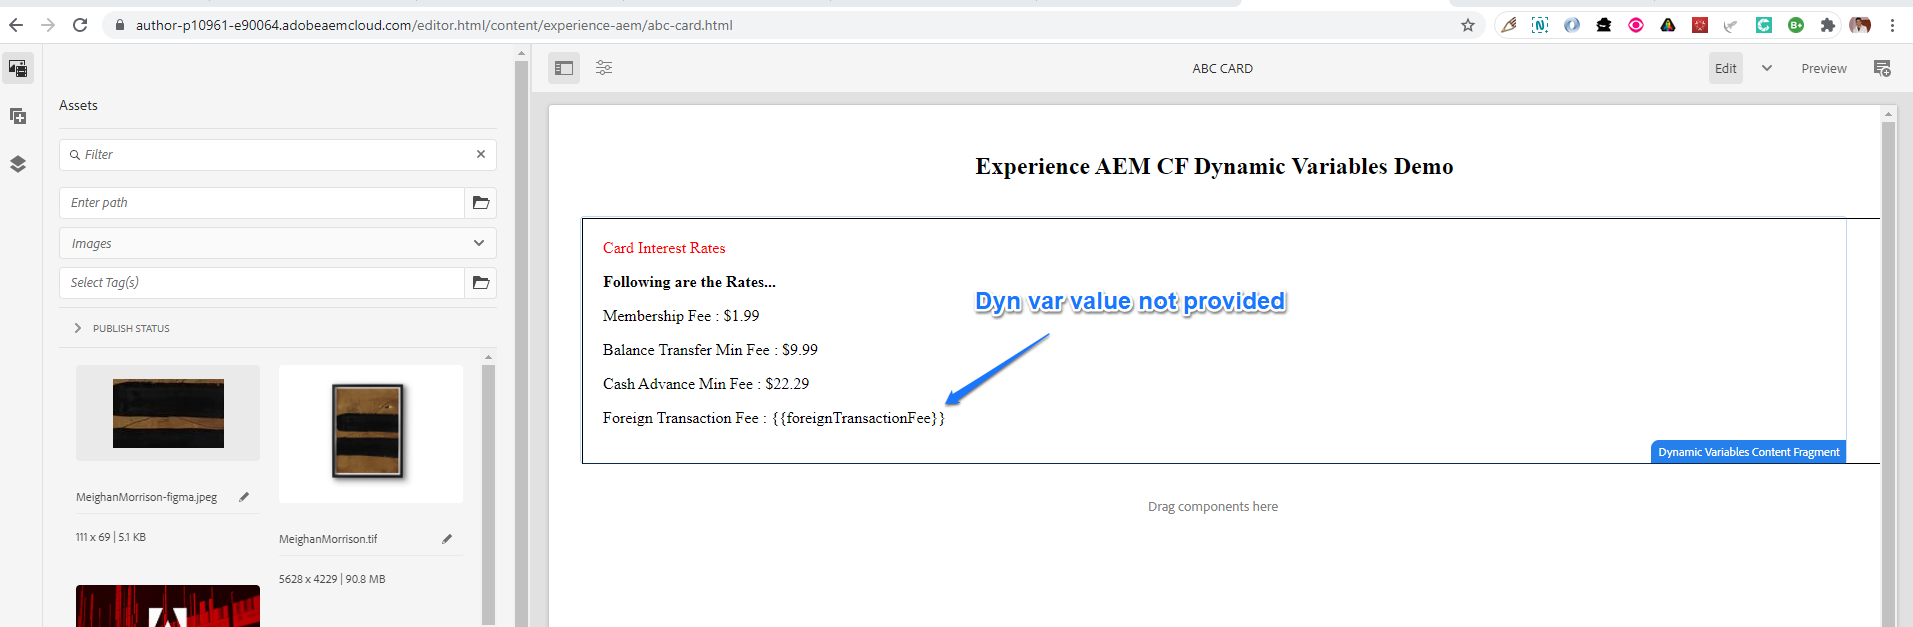 author-p10961-e90064.adobeaemcloud.com/editor.html/content/experience-aem/abc-card.html
ABC CARD
Edit
Preview
Assets
Filter
Enter path
Images
Select Tag(s)
PUBLISH STATUS
MeighanMorrison-figma.jpeg
111 x 69 | 5.1 KB
MeighanMorrison.tif
5628 x 4229 | 90.8 MB
Experience AEM CF Dynamic Variables Demo
Card Interest Rates
Following are the Rates...
Membership Fee : $1.99
Balance Transfer Min Fee : $9.99
Cash Advance Min Fee : $22.29
Foreign Transaction Fee : {{foreignTransactionFee}}
Dyn var value not provided
Dynamic Variables Content Fragment
Drag components here